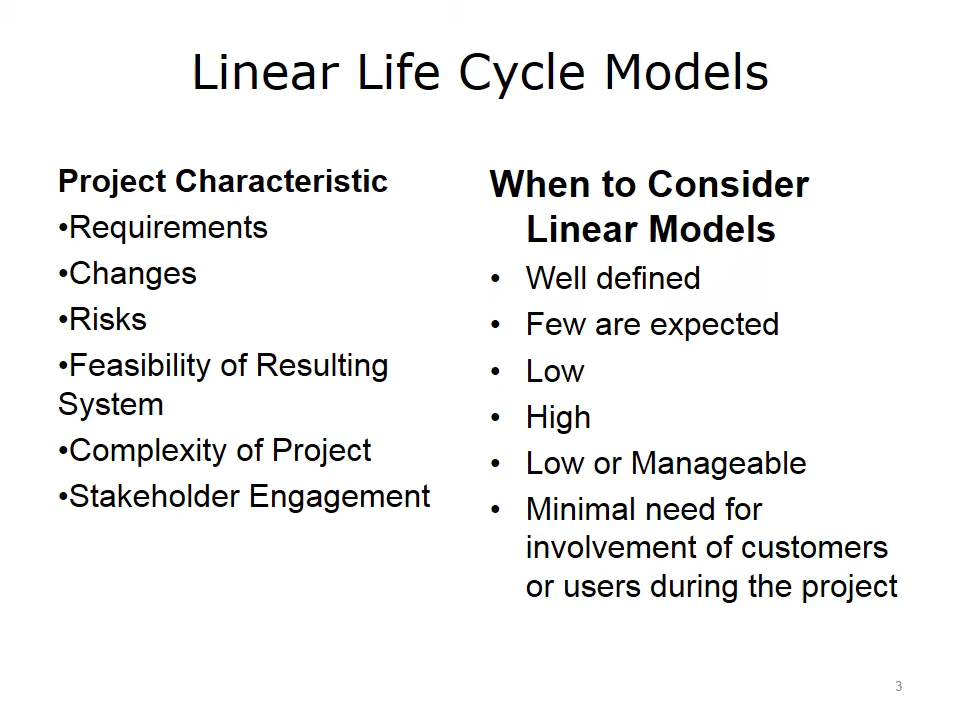 Linear Life Cycle Models
Project Characteristic
•Requirements
•Changes
•Risks
•Feasibility of Resulting
System
•Complexity of Project
•Stakeholder Engagement
When to Consider
Linear Models
• Well defined
• Few are expected
• Low
• High
• Low or Manageable
• Minimal need for
involvement of customers
or users during the project
3